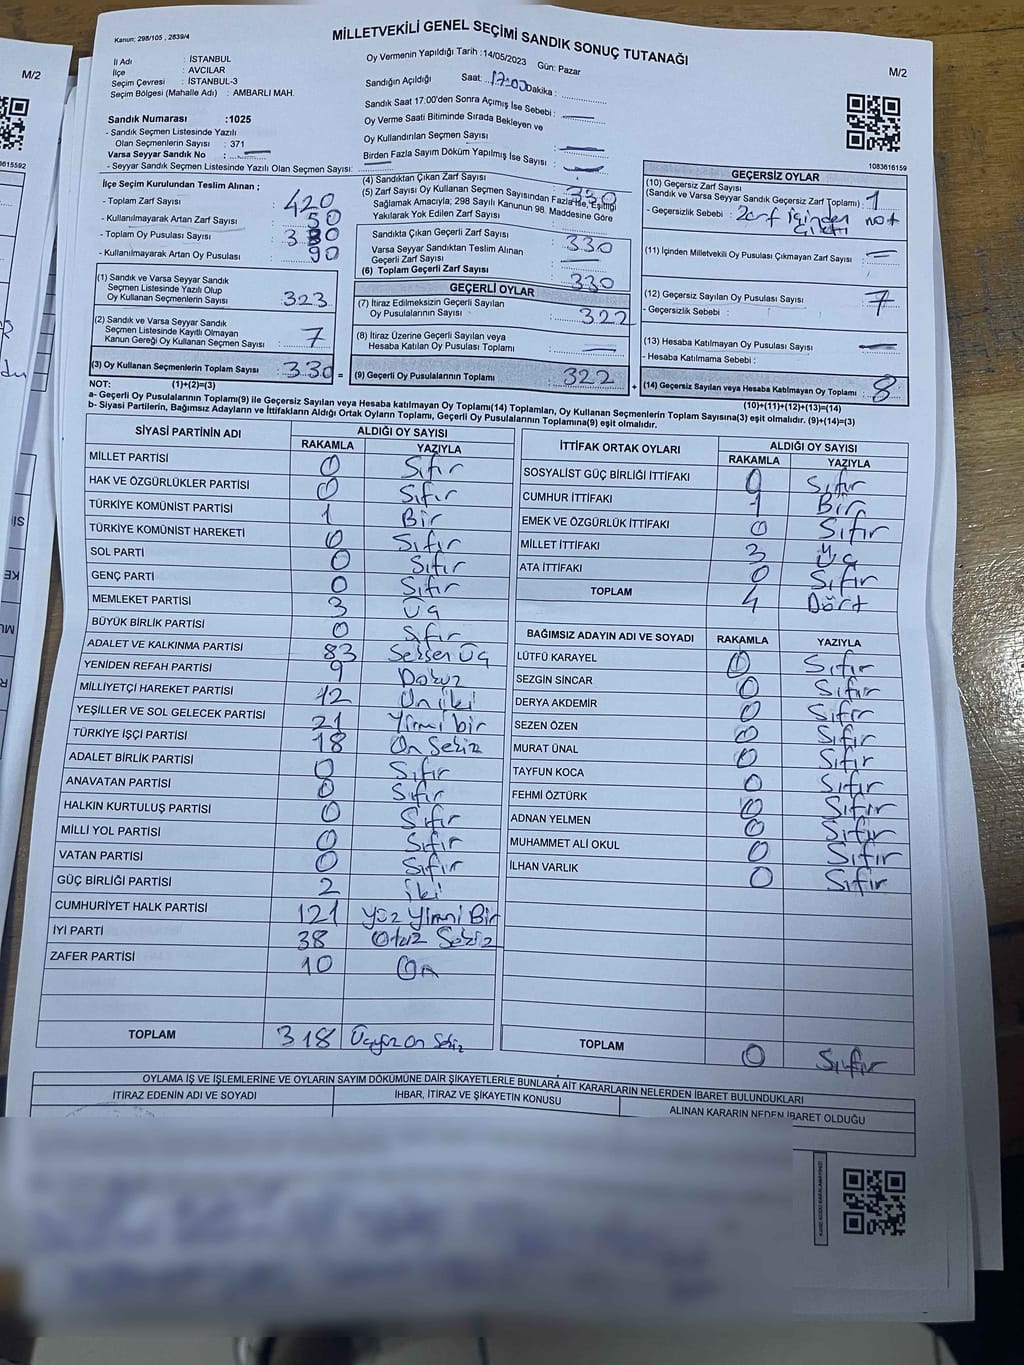 Kanun; 298/105 , 2839/4
MİLLETVEKİLİ GENEL SEÇİMİ SANDIK SONUÇ TUTANAĞI
M/2
M/2
İl Adı : İSTANBUL
İlçe : AVCILAR
Seçim Çevresi : İSTANBUL-3
Seçim Bölgesi (Mahalle Adı) : AMBARLI MAH.
Oy Vermenin Yapıldığı Tarih :14/05/2023 Gün: Pazar
Sandığın Açıldığı Saat: 17:00 Dakika :
Sandık Saat 17:00'den Sonra Açımış İse Sebebi : —
Oy Verme Saati Bitiminde Sırada Bekleyen ve
Oy Kullandırılan Seçmen Sayısı —
Birden Fazla Sayım Döküm Yapılmış İse Sayısı —
Sandık Numarası :1025
- Sandık Seçmen Listesinde Yazılı
Olan Seçmenlerin Sayısı : 371
Varsa Seyyar Sandık No : —
- Seyyar Sandık Seçmen Listesinde Yazılı Olan Seçmen Sayısı:
1083616159
İlçe Seçim Kurulundan Teslim Alınan ;
- Toplam Zarf Sayısı 420
- Kullanılmayarak Artan Zarf Sayısı 50
- Toplam Oy Pusulası Sayısı
- Kullanılmayarak Artan Oy Pusulası 90
(1) Sandık ve Varsa Seyyar Sandık
Seçmen Listesinde Yazılı Olup
Oy Kullanan Seçmenlerin Sayısı : 323
(2) Sandık ve Varsa Seyyar Sandık
Seçmen Listesinde Kayıtlı Olmayan
Kanun Gereği Oy Kullanan Seçmen Sayısı : 7
(3) Oy Kullanan Seçmenlerin Toplam Sayısı : 330 =
(4) Sandıktan Çıkan Zarf Sayısı : 330
(5) Zarf Sayısı Oy Kullanan Seçmen Sayısından Fazla İse, Eşitliği
Sağlamak Amacıyla; 298 Sayılı Kanunun 98. Maddesine Göre
Yakılarak Yok Edilen Zarf Sayısı
Sandıkta Çıkan Geçerli Zarf Sayısı : 330
Varsa Seyyar Sandıktan Teslim Alınan
Geçerli Zarf Sayısı —
(6) Toplam Geçerli Zarf Sayısı : 330
GEÇERLİ OYLAR
(7) İtiraz Edilmeksizin Geçerli Sayılan
Oy Pusulalarının Sayısı : 322
(8) İtiraz Üzerine Geçerli Sayılan veya
Hesaba Katılan Oy Pusulası Toplamı : —
(9) Geçerli Oy Pusulalarının Toplamı : 322 +
GEÇERSİZ OYLAR
(10) Geçersiz Zarf Sayısı
(Sandık ve Varsa Seyyar Sandık Geçersiz Zarf Toplamı) : 1
- Geçersizlik Sebebi : Zarf içinden not çıktı
(11) İçinden Milletvekili Oy Pusulası Çıkmayan Zarf Sayısı : —
(12) Geçersiz Sayılan Oy Pusulası Sayısı : 7
- Geçersizlik Sebebi :
(13) Hesaba Katılmayan Oy Pusulası Sayısı : —
- Hesaba Katılmama Sebebi :
(14) Geçersiz Sayılan veya Hesaba Katılmayan Oy Toplamı : 8
NOT: (1)+(2)=(3)
(10)+(11)+(12)+(13)=(14)
a- Geçerli Oy Pusulalarının Toplamı(9) ile Geçersiz Sayılan veya Hesaba katılmayan Oy Toplamı(14) Toplamları, Oy Kullanan Seçmenlerin Toplam Sayısına(3) eşit olmalıdır. (9)+(14)=(3)
b- Siyasi Partilerin, Bağımsız Adayların ve İttifakların Aldığı Ortak Oyların Toplamı, Geçerli Oy Pusulalarının Toplamına(9) eşit olmalıdır.
SİYASİ PARTİNİN ADI ALDIĞI OY SAYISI
RAKAMLA YAZIYLA
MİLLET PARTİSİ 0 Sıfır
HAK VE ÖZGÜRLÜKLER PARTİSİ 0 Sıfır
TÜRKİYE KOMÜNİST PARTİSİ 1 Bir
TÜRKİYE KOMÜNİST HAREKETİ 0 Sıfır
SOL PARTİ 0 Sıfır
GENÇ PARTİ 0 Sıfır
MEMLEKET PARTİSİ 3 Üç
BÜYÜK BİRLİK PARTİSİ 0 Sıfır
ADALET VE KALKINMA PARTİSİ 83 Seksen Üç
YENİDEN REFAH PARTİSİ 9 Dokuz
MİLLİYETÇİ HAREKET PARTİSİ 12 On iki
YEŞİLLER VE SOL GELECEK PARTİSİ 21 Yirmi bir
TÜRKİYE İŞÇİ PARTİSİ 18 On Sekiz
ADALET BİRLİK PARTİSİ 0 Sıfır
ANAVATAN PARTİSİ 0 Sıfır
HALKIN KURTULUŞ PARTİSİ 0 Sıfır
MİLLİ YOL PARTİSİ 0 Sıfır
VATAN PARTİSİ 0 Sıfır
GÜÇ BİRLİĞİ PARTİSİ 2 iki
CUMHURİYET HALK PARTİSİ 121 Yüz Yirmi Bir
İYİ PARTİ 38 Otuz Sekiz
ZAFER PARTİSİ 10 On
TOPLAM 318 Üçyüz On Sekiz
İTTİFAK ORTAK OYLARI ALDIĞI OY SAYISI
RAKAMLA YAZIYLA
SOSYALİST GÜÇ BİRLİĞİ İTTİFAKI 0 Sıfır
CUMHUR İTTİFAKI 1 Bir
EMEK VE ÖZGÜRLÜK İTTİFAKI 0 Sıfır
MİLLET İTTİFAKI 3 Üç
ATA İTTİFAKI 0 Sıfır
TOPLAM 4 Dört
BAĞIMSIZ ADAYIN ADI VE SOYADI RAKAMLA YAZIYLA
LÜTFÜ KARAYEL 0 Sıfır
SEZGİN SİNCAR 0 Sıfır
DERYA AKDEMİR 0 Sıfır
SEZEN ÖZEN 0 Sıfır
MURAT ÜNAL 0 Sıfır
TAYFUN KOCA 0 Sıfır
FEHMİ ÖZTÜRK 0 Sıfır
ADNAN YELMEN 0 Sıfır
MUHAMMET ALİ OKUL 0 Sıfır
İLHAN VARLIK 0 Sıfır
TOPLAM 0 Sıfır
OYLAMA İŞ VE İŞLEMLERİNE VE OYLARIN SAYIM DÖKÜMÜNE DAİR ŞİKAYETLERLE BUNLARA AİT KARARLARIN NELERDEN İBARET BULUNDUKLARI
İTİRAZ EDENİN ADI VE SOYADI İHBAR, İTİRAZ VE ŞİKAYETİN KONUSU ALINAN KARARIN NEDEN İBARET OLDUĞU